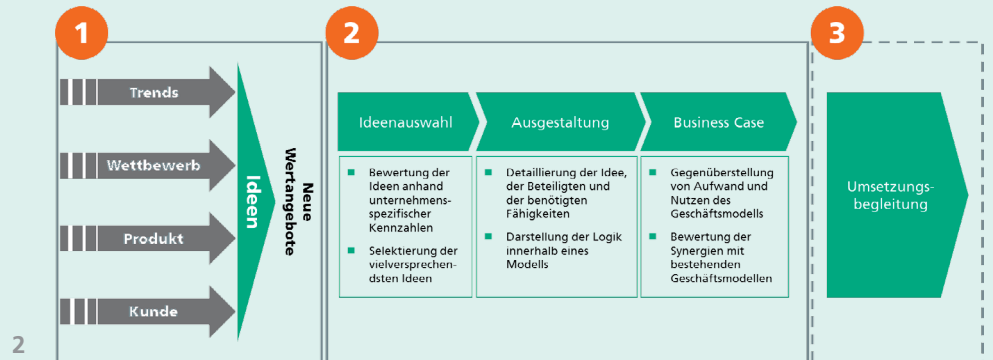 1
Trends
Wettbewerb
Produkt
Kunde
Ideen
Neue
Wertangebote
2
Ideenauswahl
Bewertung der
Ideen anhand
unternehmens-
spezifischer
Kennzahlen
Selektierung der
vielversprechen-
dsten Ideen
Ausgestaltung
Detaillierung der Idee,
der Beteiligten und
der benötigten
Fähigkeiten
Darstellung der Logik
innerhalb eines
Modells
Business Case
Gegenüberstellung
von Aufwand und
Nutzen des
Geschäftsmodells
Bewertung der
Synergien mit
bestehenden
Geschäftsmodellen
3
Umsetzungs-
begleitung
2